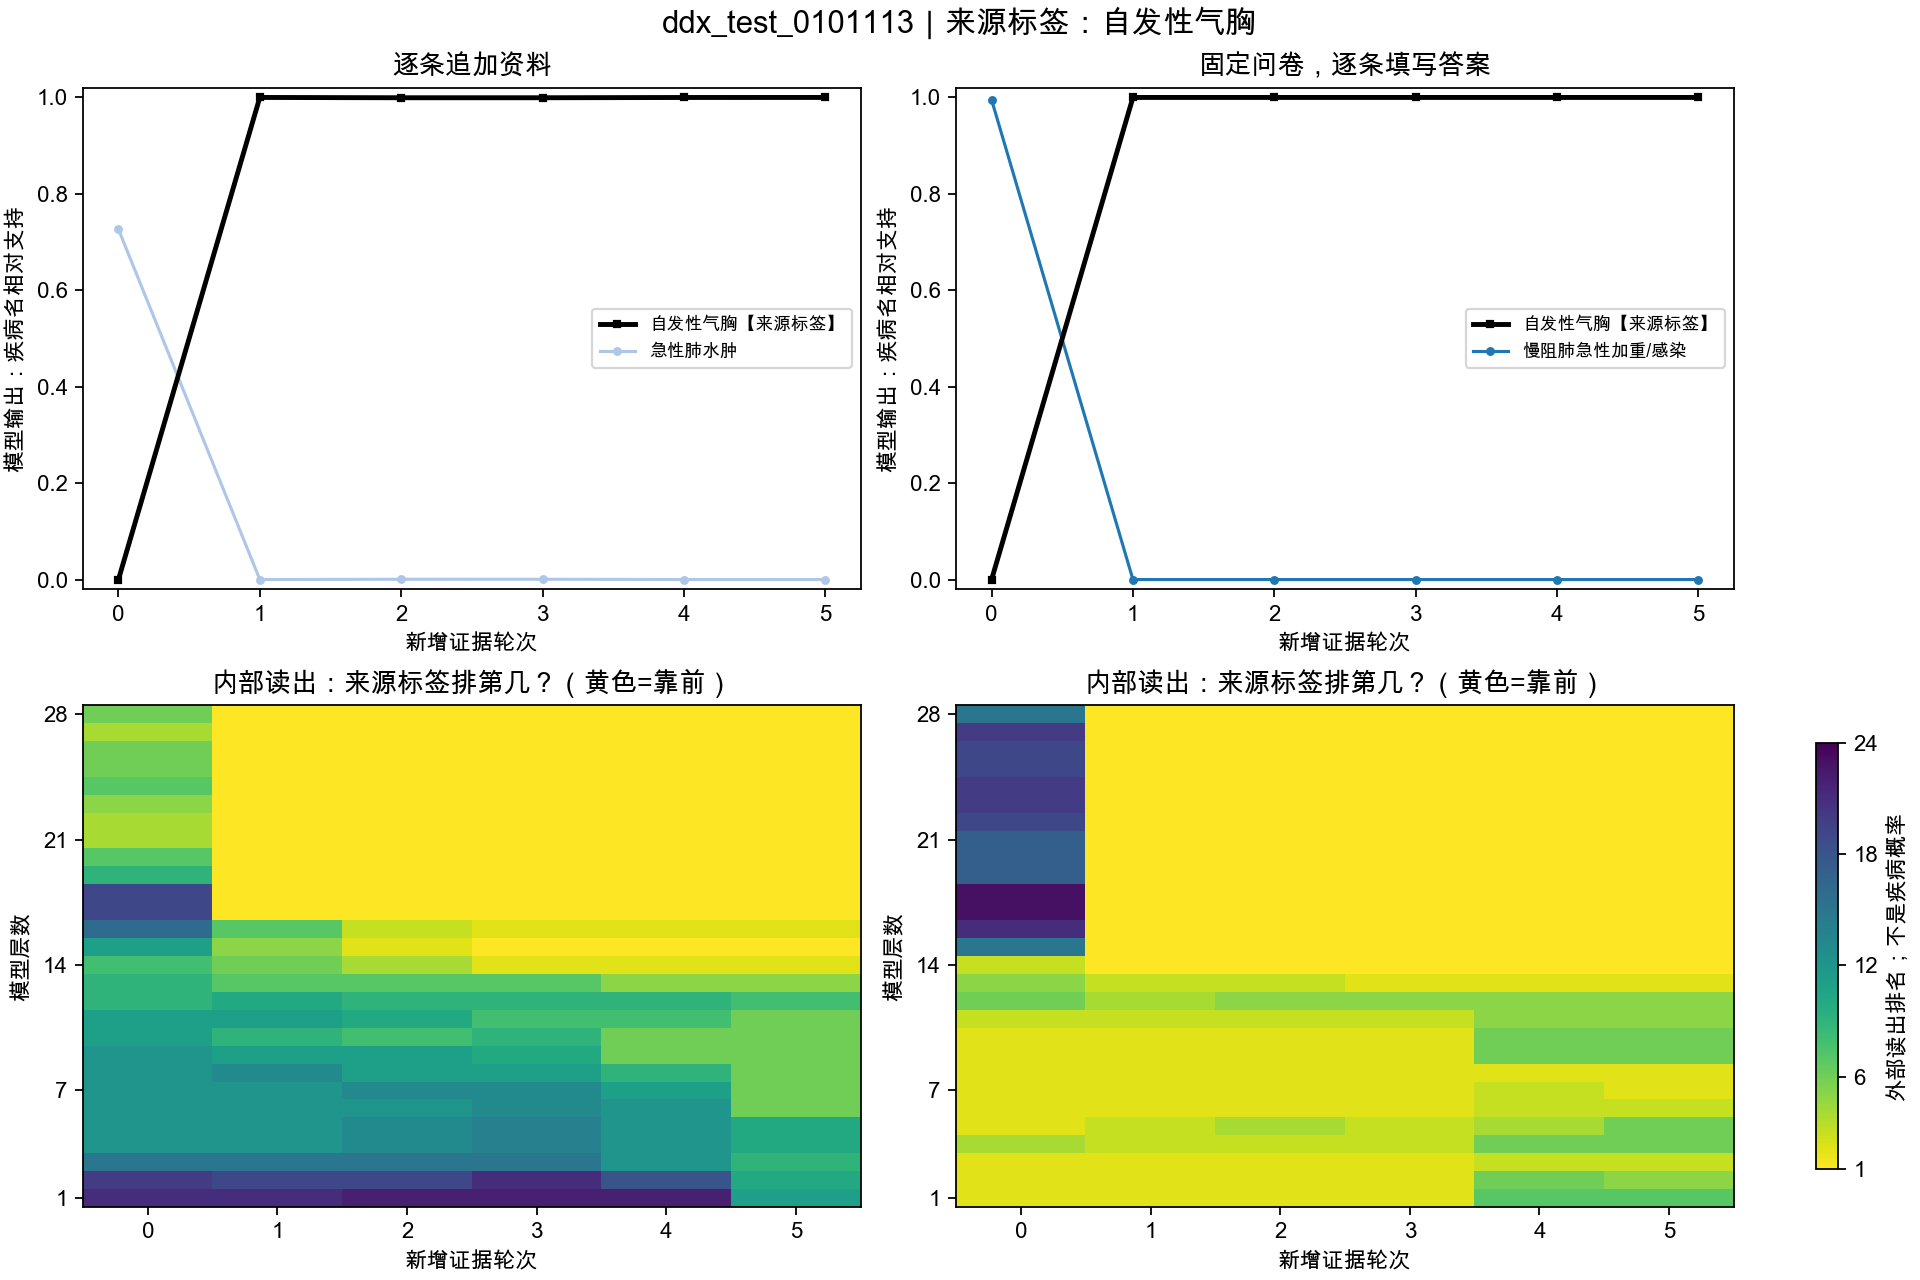 ddx_test_0101113｜来源标签：自发性气胸
逐条追加资料
1.0
0.8
0.6
0.4
0.2
0.0
模型输出：疾病名相对支持
自发性气胸【来源标签】
急性肺水肿
0 1 2 3 4 5
新增证据轮次
固定问卷，逐条填写答案
1.0
0.8
0.6
0.4
0.2
0.0
模型输出：疾病名相对支持
自发性气胸【来源标签】
慢阻肺急性加重/感染
0 1 2 3 4 5
新增证据轮次
内部读出：来源标签排第几？（黄色=靠前）
28
21
14
7
1
模型层数
0 1 2 3 4 5
新增证据轮次
内部读出：来源标签排第几？（黄色=靠前）
28
21
14
7
1
模型层数
0 1 2 3 4 5
新增证据轮次
24
18
12
6
1
外部读出排名；不是疾病概率